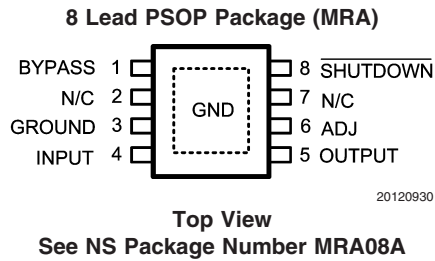 8 Lead PSOP Package (MRA)
BYPASS 1 8 SHUTDOWN
N/C 2 7 N/C
GND
GROUND 3 6 ADJ
INPUT 4 5 OUTPUT
20120930
Top View
See NS Package Number MRA08A